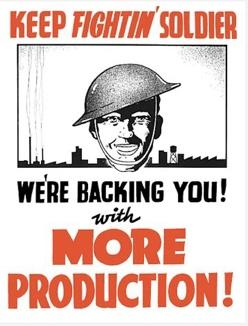 KEEP FIGHTIN' SOLDIER
WE'RE BACKING YOU!
with
MORE
PRODUCTION!